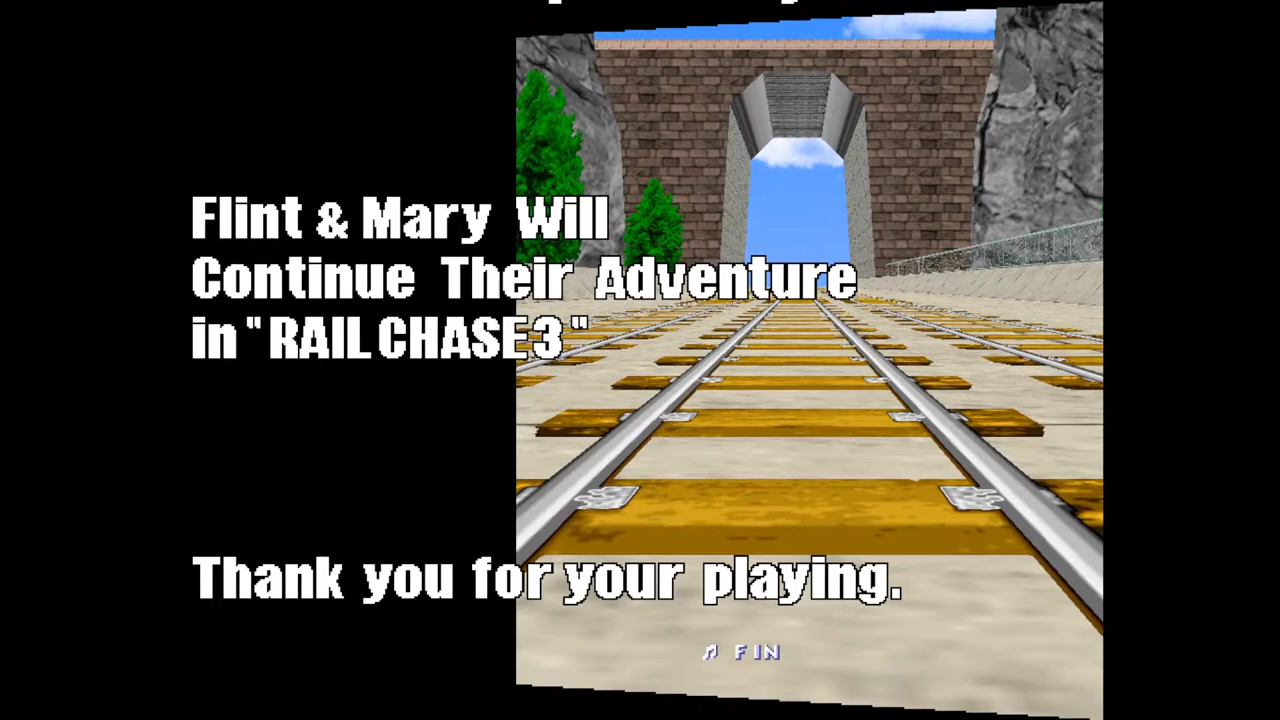 Flint & Mary Will
Continue Their Adventure
in "RAIL CHASE 3"
Thank you for your playing.
♫ FIN